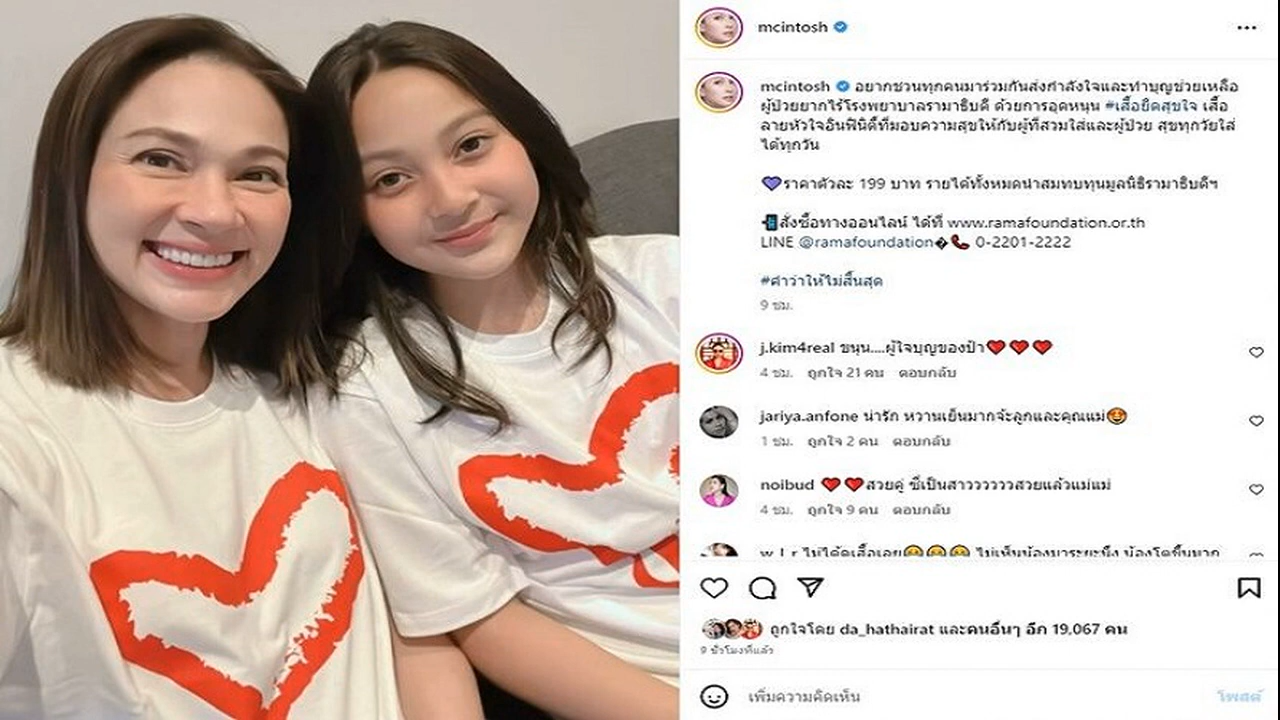 mcintosh
mcintosh อยากชวนทุกคนมาร่วมกันส่งกำลังใจและทำบุญช่วยเหลือ
ผู้ป่วยยากไร้โรงพยาบาลรามาธิบดี ด้วยการอุดหนุน #เสื้อยืดสุขใจ เสื้อ
ลายหัวใจอินฟินิตี้ที่มอบความสุขให้กับผู้ที่สวมใส่และผู้ป่วย สุขทุกวัยใส่
ได้ทุกวัน
💜ราคาตัวละ 199 บาท รายได้ทั้งหมดนำสมทบทุนมูลนิธิรามาธิบดีฯ
📲สั่งซื้อทางออนไลน์ ได้ที่ www.ramafoundation.or.th
LINE @ramafoundation�📞 0-2201-2222
#คำว่าให้ไม่สิ้นสุด
9 ชม.
j.kim4real ขนุน....ผู้ใจบุญของป้า❤️❤️❤️
4 ชม. ถูกใจ 21 คน ตอบกลับ
jariya.anfone น่ารัก หวานเย็นมากจ้ะลูกและคุณแม่🤩
1 ชม. ถูกใจ 2 คน ตอบกลับ
noibud ❤️❤️สวยคู่ ซี่เป็นสาววววววสวยแล้วแม่แม่
4 ชม. ถูกใจ 9 คน ตอบกลับ
ถูกใจโดย da_hathairat และคนอื่นๆ อีก 19,067 คน
9 ชั่วโมงที่แล้ว
เพิ่มความคิดเห็น
โพสต์